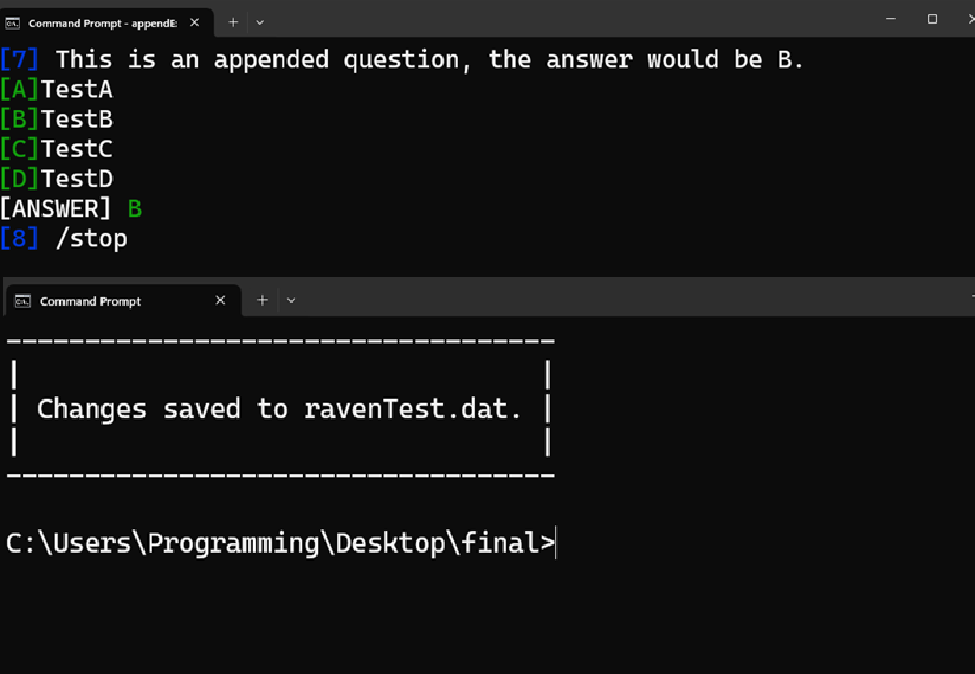 Command Prompt - appendE
[7] This is an appended question, the answer would be B.
[A]TestA
[B]TestB
[C]TestC
[D]TestD
[ANSWER] B
[8] /stop
Command Prompt
-----------------------------------
|                                  |
| Changes saved to ravenTest.dat. |
|                                  |
-----------------------------------
C:\Users\Programming\Desktop\final>